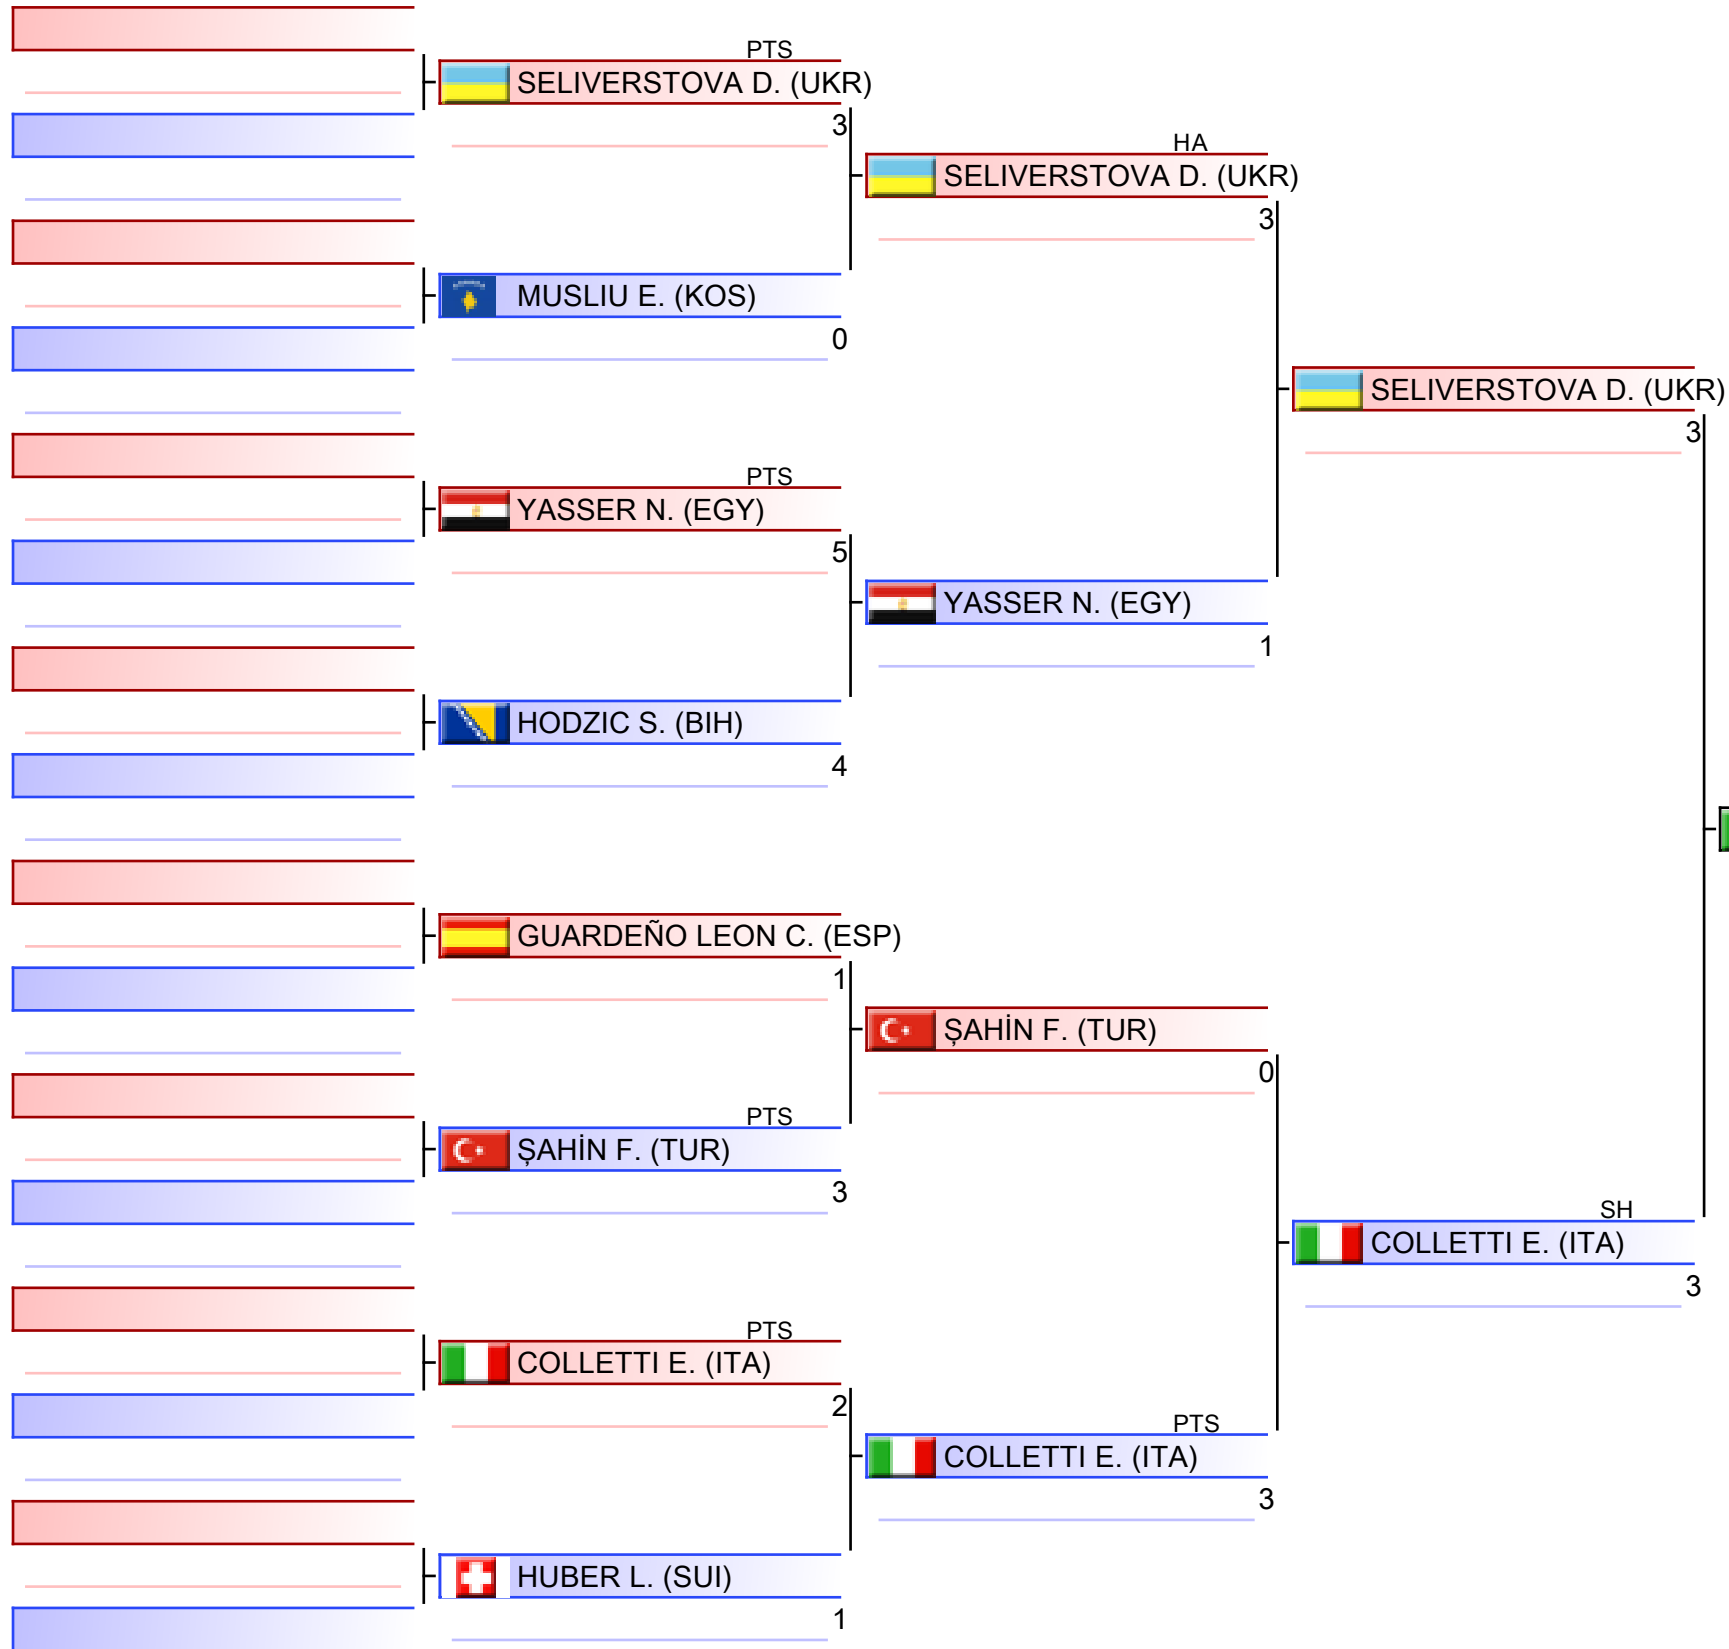 PTS
SELIVERSTOVA D. (UKR)
3
MUSLIU E. (KOS)
0
PTS
YASSER N. (EGY)
5
HODZIC S. (BIH)
4
GUARDEÑO LEON C. (ESP)
1
PTS
ŞAHİN F. (TUR)
3
PTS
COLLETTI E. (ITA)
2
HUBER L. (SUI)
1
HA
SELIVERSTOVA D. (UKR)
3
YASSER N. (EGY)
1
ŞAHİN F. (TUR)
0
PTS
COLLETTI E. (ITA)
3
SELIVERSTOVA D. (UKR)
3
SH
COLLETTI E. (ITA)
3